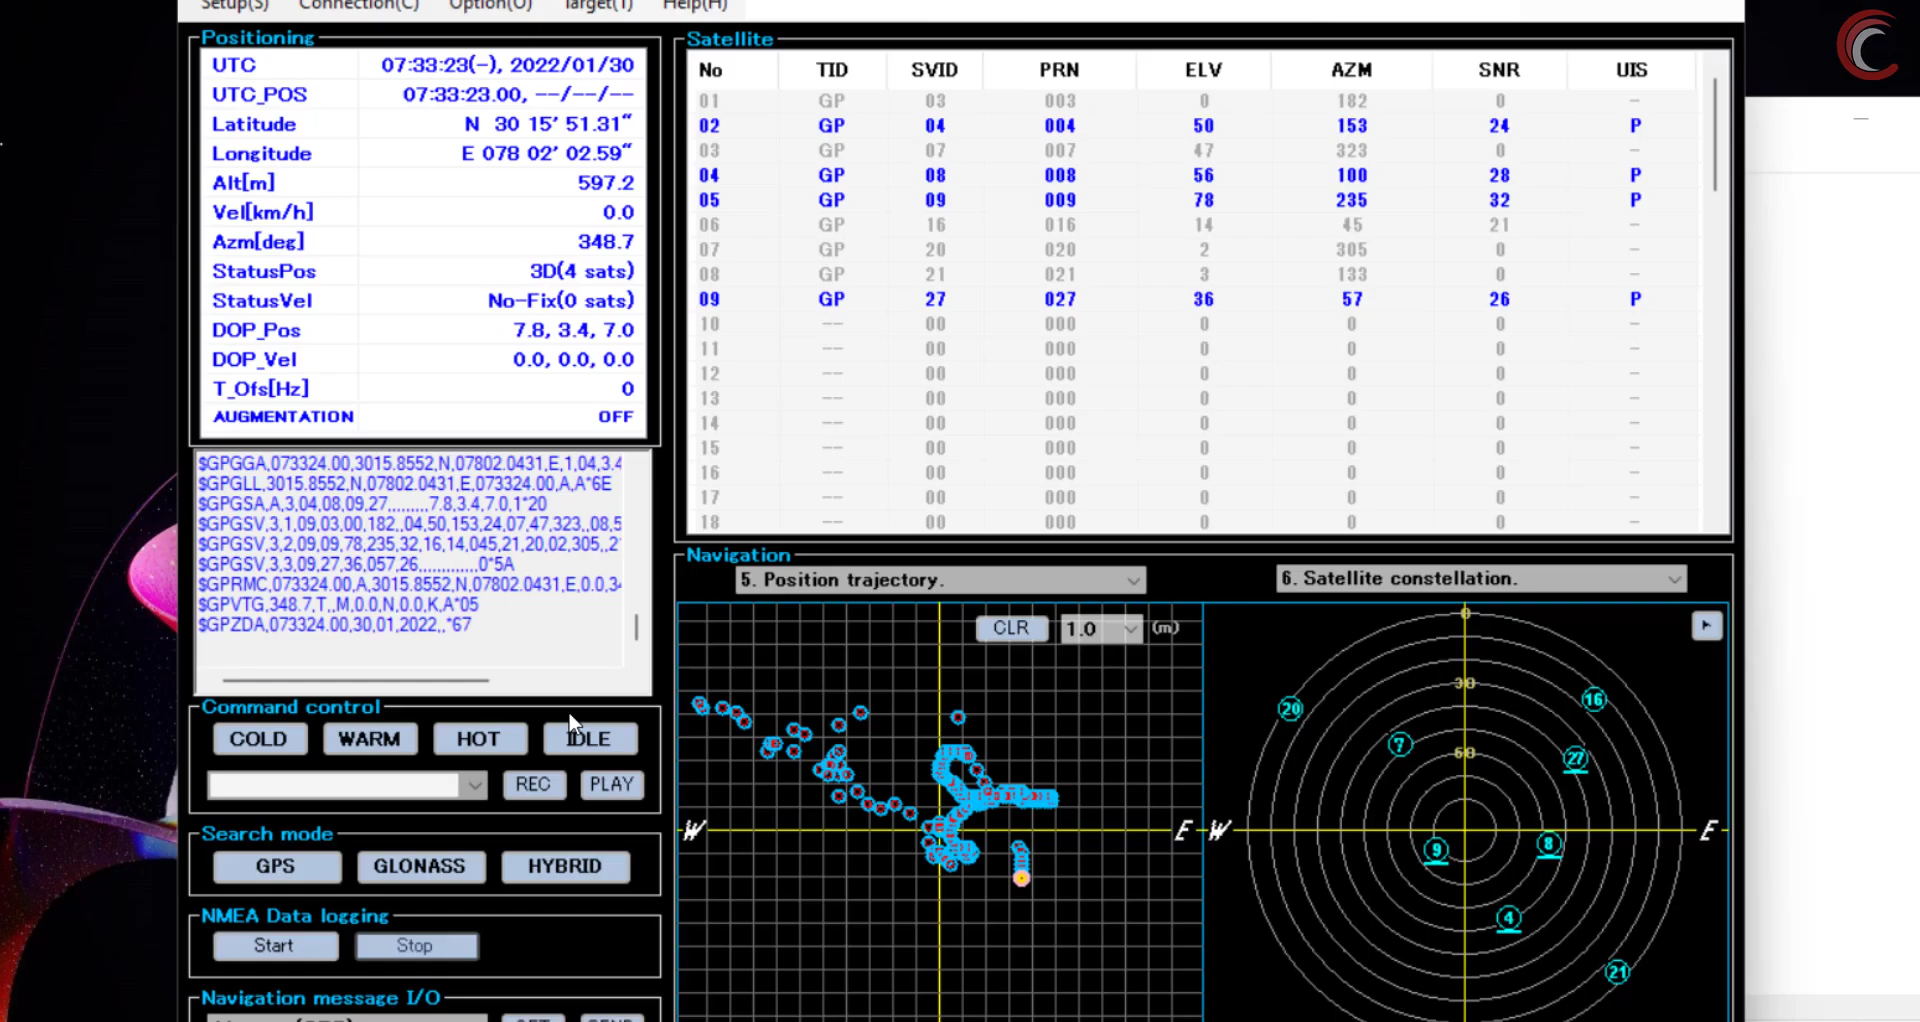 Setup(S) Connection(C) Option(O) Target(T) Help(H)
Positioning
UTC 07:33:23(-), 2022/01/30
UTC_POS 07:33:23.00, --/--/--
Latitude N 30 15' 51.31"
Longitude E 078 02' 02.59"
Alt[m] 597.2
Vel[km/h] 0.0
Azm[deg] 348.7
StatusPos 3D(4 sats)
StatusVel No-Fix(0 sats)
DOP_Pos 7.8, 3.4, 7.0
DOP_Vel 0.0, 0.0, 0.0
T_Ofs[Hz] 0
AUGMENTATION OFF
$GPGGA,073324.00,3015.8552,N,07802.0431,E,1,04,3.4
$GPGLL,3015.8552,N,07802.0431,E,073324.00,A,A*6E
$GPGSA,A,3,04,08,09,27,,,,,,,,,7.8,3.4,7.0,1*20
$GPGSV,3,1,09,03,00,182,,04,50,153,24,07,47,323,,08,5
$GPGSV,3,2,09,09,78,235,32,16,14,045,21,20,02,305,,2
$GPGSV,3,3,09,27,36,057,26,,,,,,,,,,,,,0*5A
$GPRMC,073324.00,A,3015.8552,N,07802.0431,E,0.0,34
$GPVTG,348.7,T,,M,0.0,N,0.0,K,A*05
$GPZDA,073324.00,30,01,2022,,*67
Command control
COLD WARM HOT IDLE
REC PLAY
Search mode
GPS GLONASS HYBRID
NMEA Data logging
Start Stop
Navigation message I/O
Satellite
No TID SVID PRN ELV AZM SNR UIS
01 GP 03 003 0 182 0 -
02 GP 04 004 50 153 24 P
03 GP 07 007 47 323 0 -
04 GP 08 008 56 100 28 P
05 GP 09 009 78 235 32 P
06 GP 16 016 14 45 21 -
07 GP 20 020 2 305 0 -
08 GP 21 021 3 133 0 -
09 GP 27 027 36 57 26 P
10 -- 00 000 0 0 0 -
11 -- 00 000 0 0 0 -
12 -- 00 000 0 0 0 -
13 -- 00 000 0 0 0 -
14 -- 00 000 0 0 0 -
15 -- 00 000 0 0 0 -
16 -- 00 000 0 0 0 -
17 -- 00 000 0 0 0 -
18 -- 00 000 0 0 0 -
Navigation
5. Position trajectory.
CLR 1.0 (m)
W E
6. Satellite constellation.
0
30
60
20
16
7
27
W E
9
8
4
21